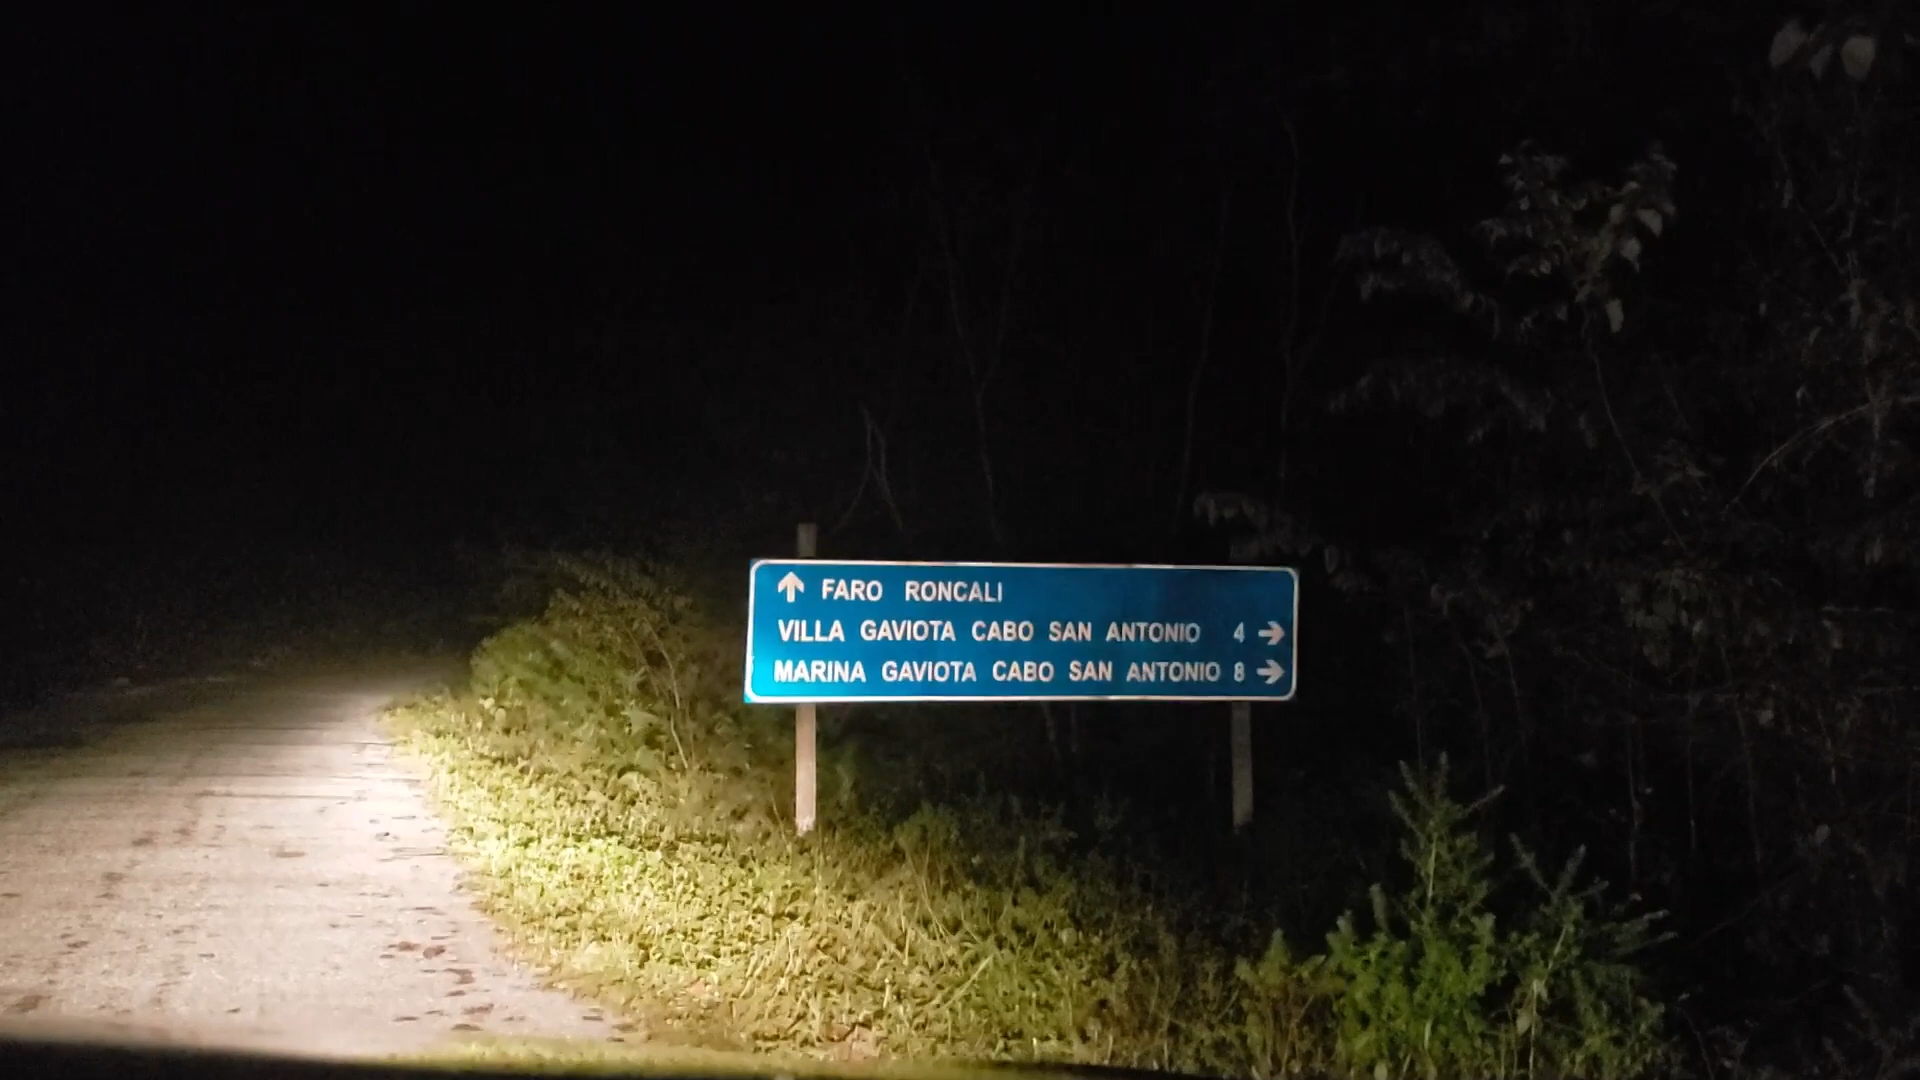 ↑ FARO RONCALI
VILLA GAVIOTA CABO SAN ANTONIO 4 →
MARINA GAVIOTA CABO SAN ANTONIO 8 →